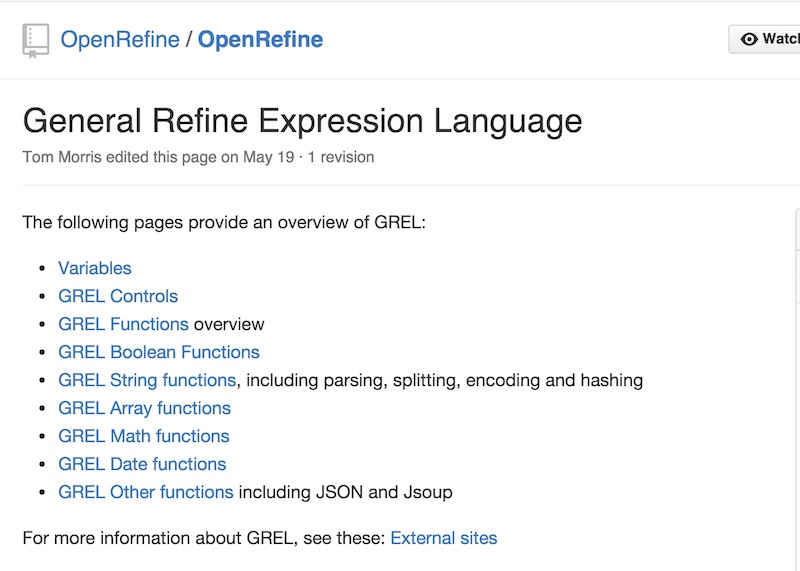 OpenRefine / OpenRefine
General Refine Expression Language
Tom Morris edited this page on May 19 · 1 revision
The following pages provide an overview of GREL:
• Variables
• GREL Controls
• GREL Functions overview
• GREL Boolean Functions
• GREL String functions, including parsing, splitting, encoding and hashing
• GREL Array functions
• GREL Math functions
• GREL Date functions
• GREL Other functions including JSON and Jsoup
For more information about GREL, see these: External sites